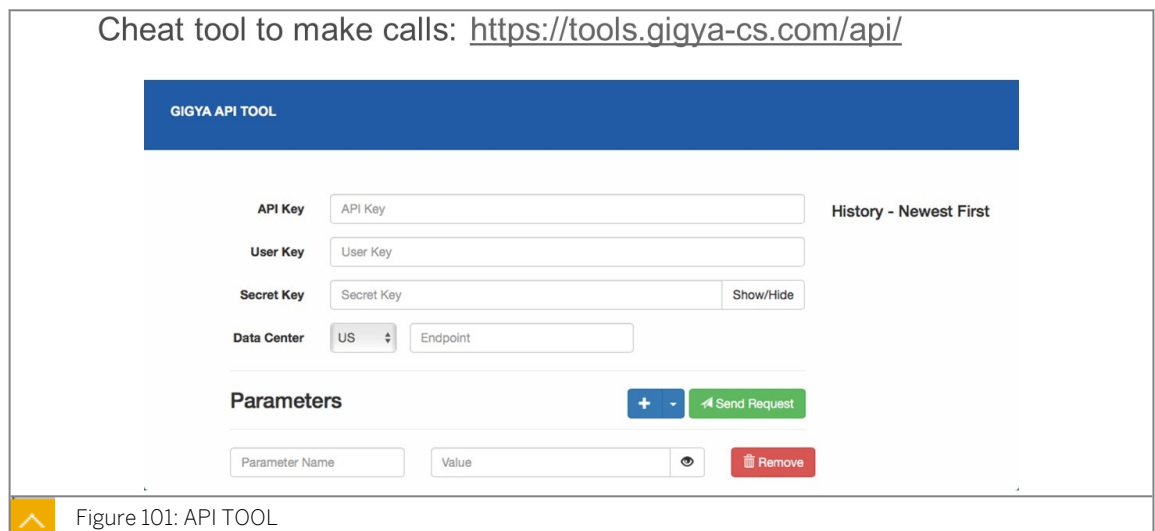 Cheat tool to make calls: https://tools.gigya-cs.com/api/
GIGYA API TOOL
API Key API Key
History - Newest First
User Key User Key
Secret Key Secret Key Show/Hide
Data Center US Endpoint
Parameters + Send Request
Parameter Name Value Remove
Figure 101: API TOOL